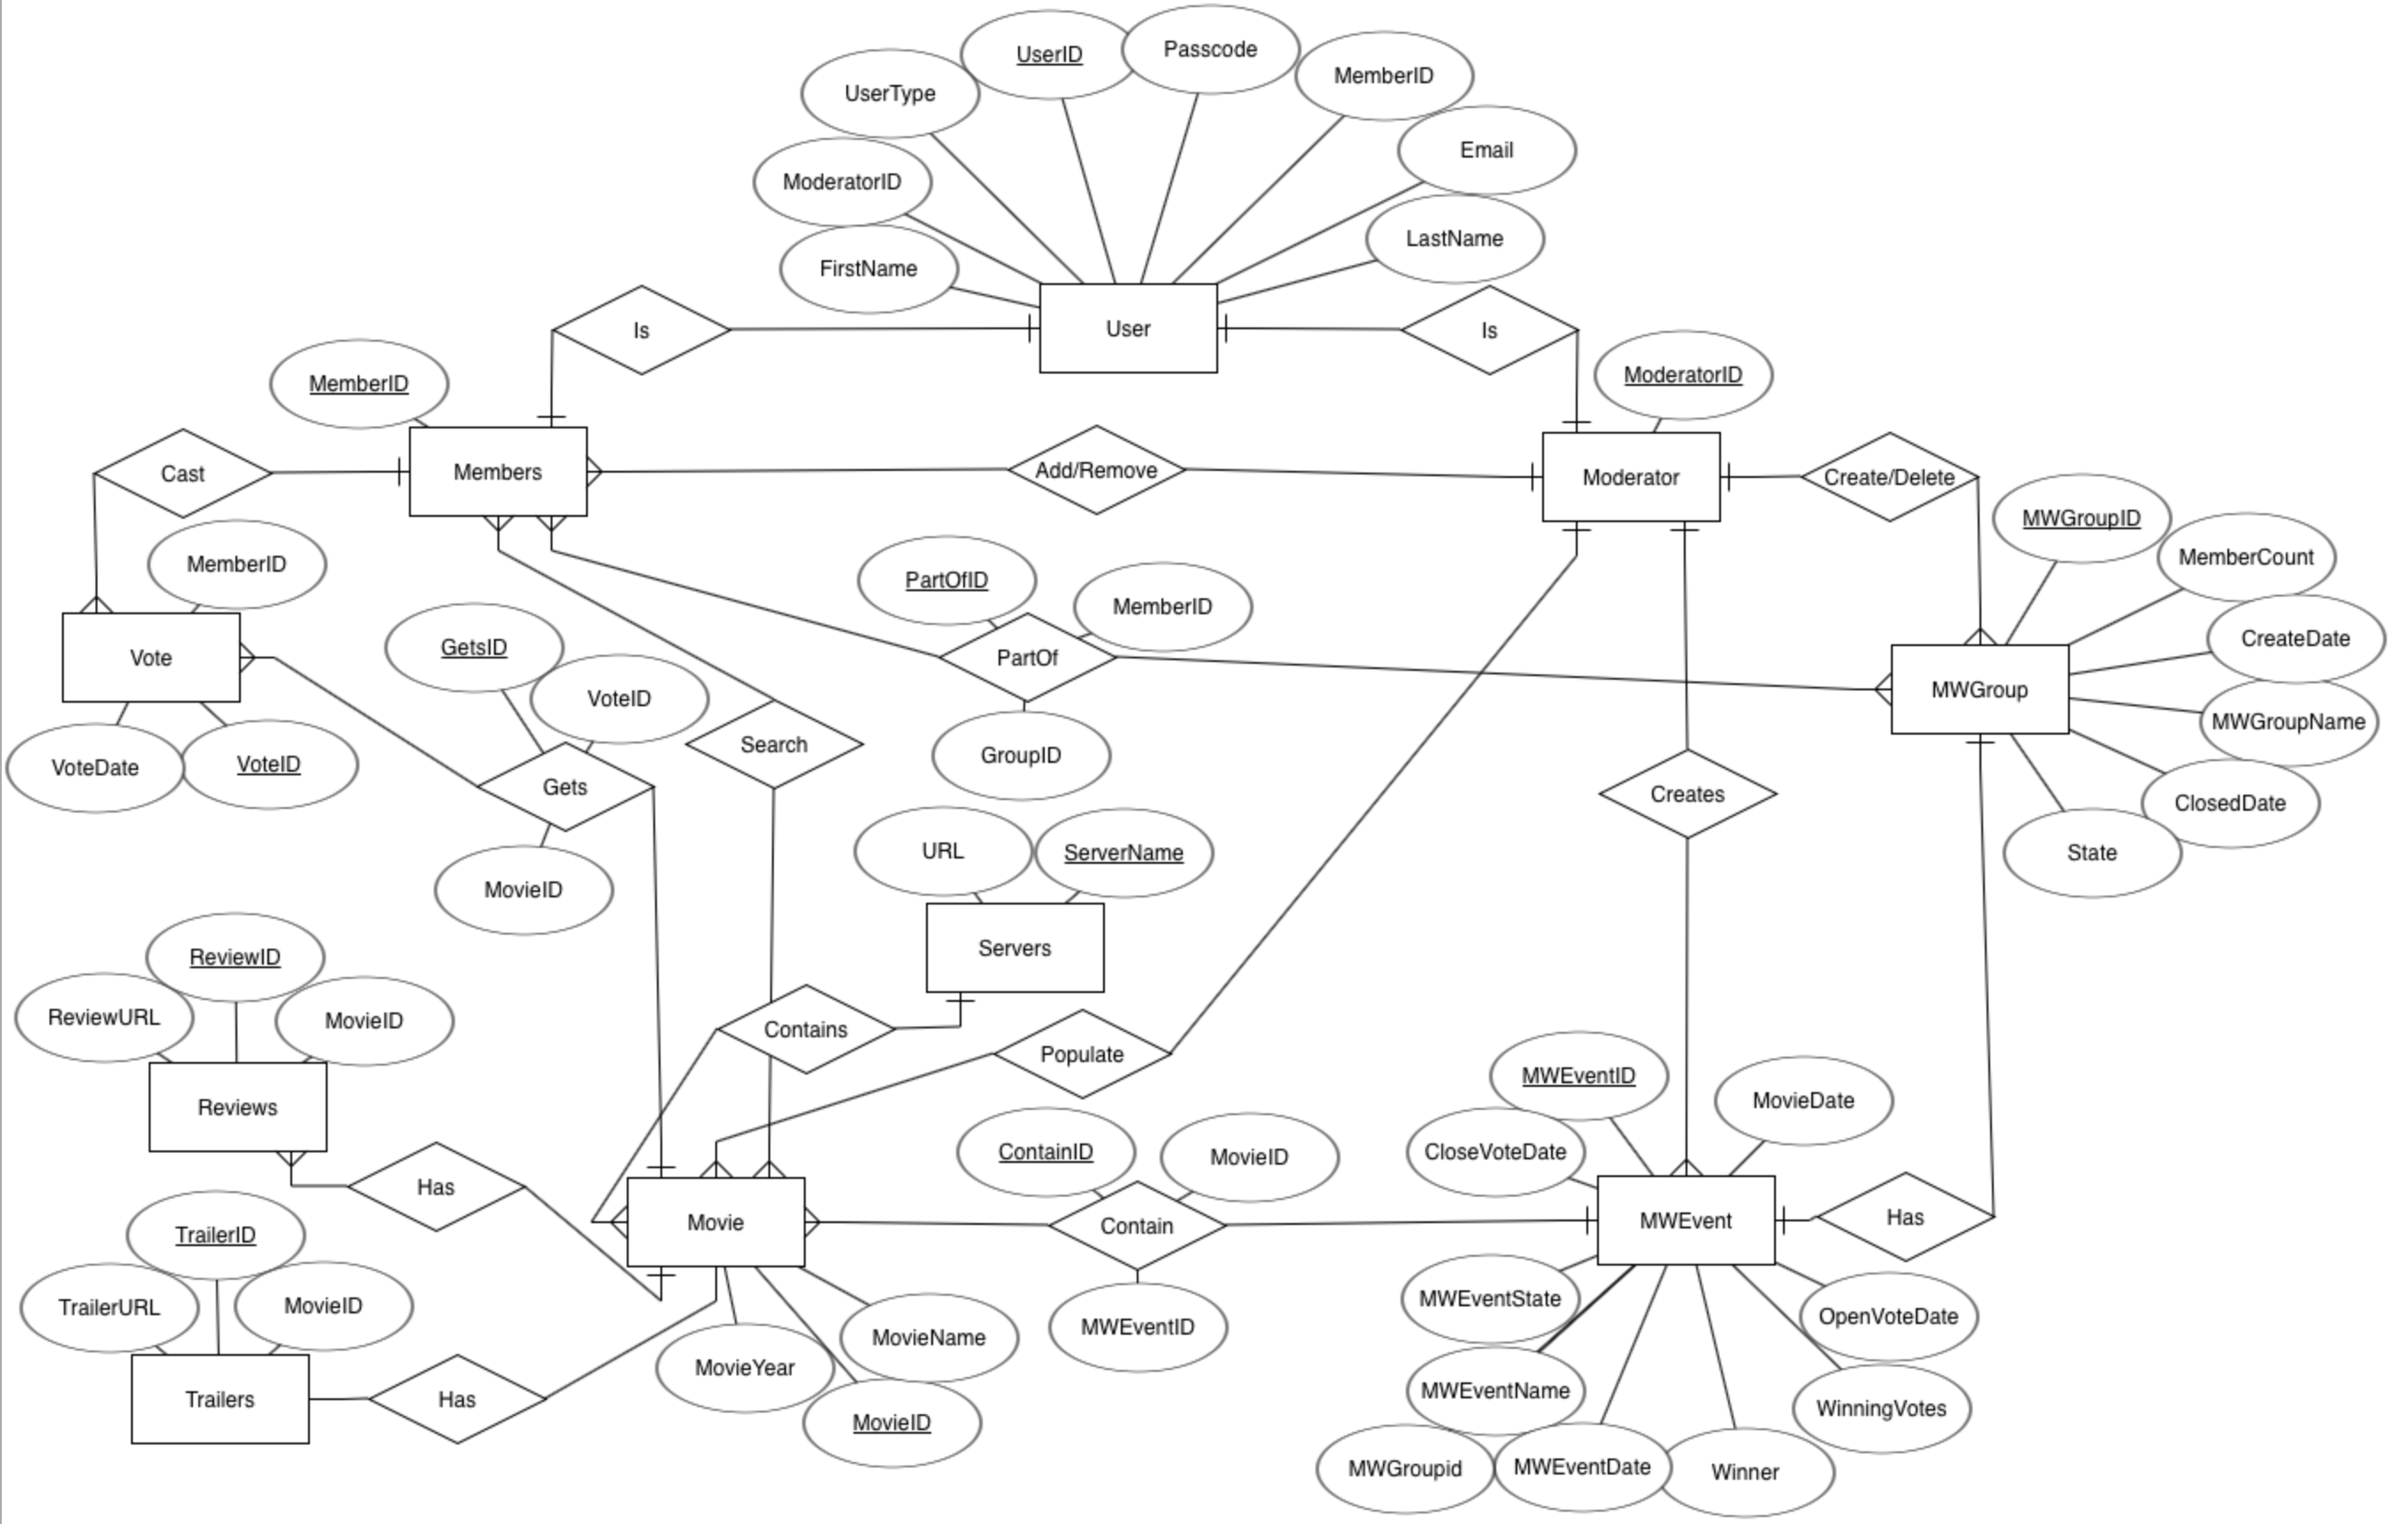 UserID
Passcode
MemberID
UserType
Email
ModeratorID
LastName
FirstName
User
Is
Is
MemberID
ModeratorID
Cast
Members
Add/Remove
Moderator
Create/Delete
MWGroupID
MemberCount
MemberID
PartOfID
MemberID
CreateDate
Vote
GetsID
PartOf
MWGroup
VoteID
MWGroupName
VoteDate
VoteID
Search
GroupID
Gets
Creates
ClosedDate
State
MovieID
URL
ServerName
Servers
ReviewID
ReviewURL
MovieID
Contains
Populate
Reviews
MWEventID
MovieDate
CloseVoteDate
ContainID
MovieID
Has
TrailerID
Movie
Contain
MWEvent
Has
TrailerURL
MovieID
MWEventState
OpenVoteDate
MovieName
MWEventID
MovieYear
MWEventName
WinningVotes
Trailers
Has
MovieID
MWGroupid
MWEventDate
Winner